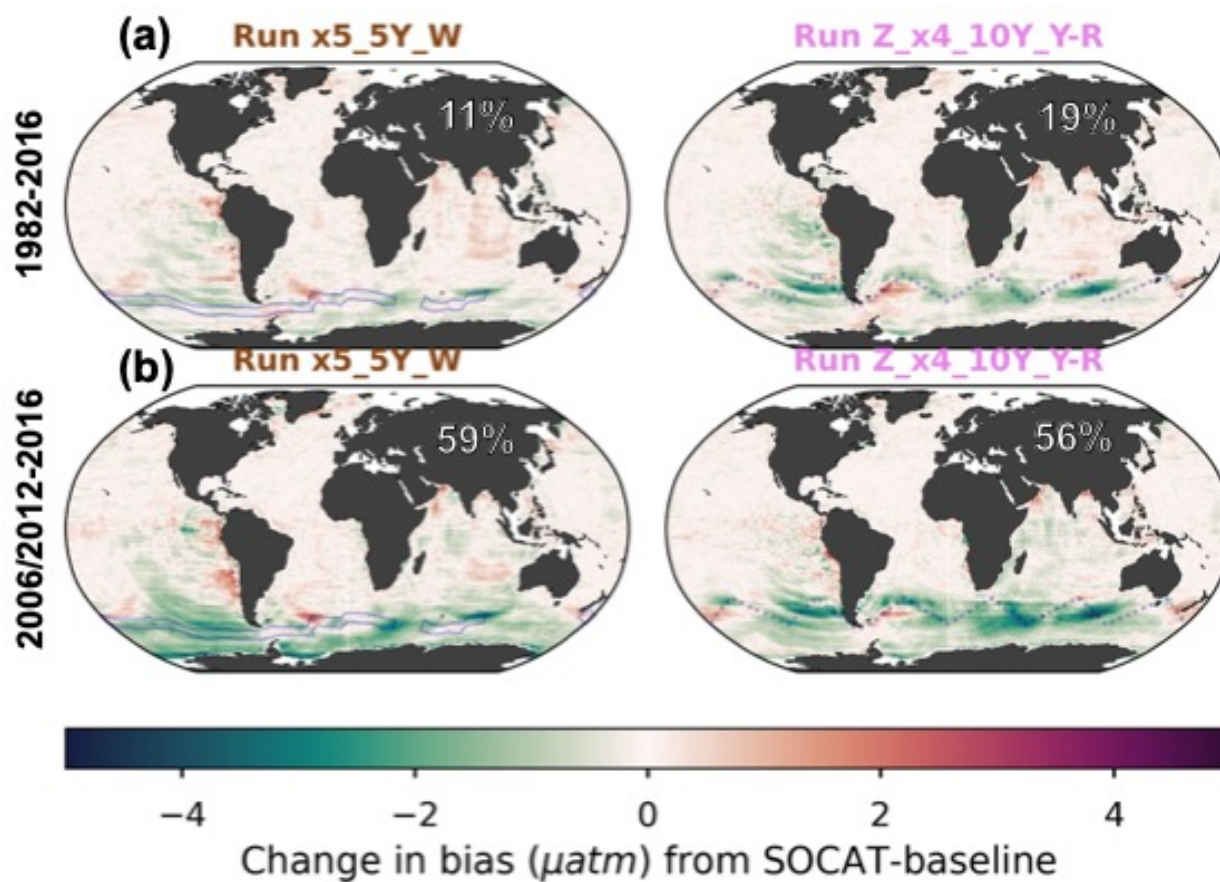 (a)
Run x5_5Y_W
Run Z_x4_10Y_Y-R
1982-2016
11%
19%
(b)
Run x5_5Y_W
Run Z_x4_10Y_Y-R
2006/2012-2016
59%
56%
−4 −2 0 2 4
Change in bias (μatm) from SOCAT-baseline